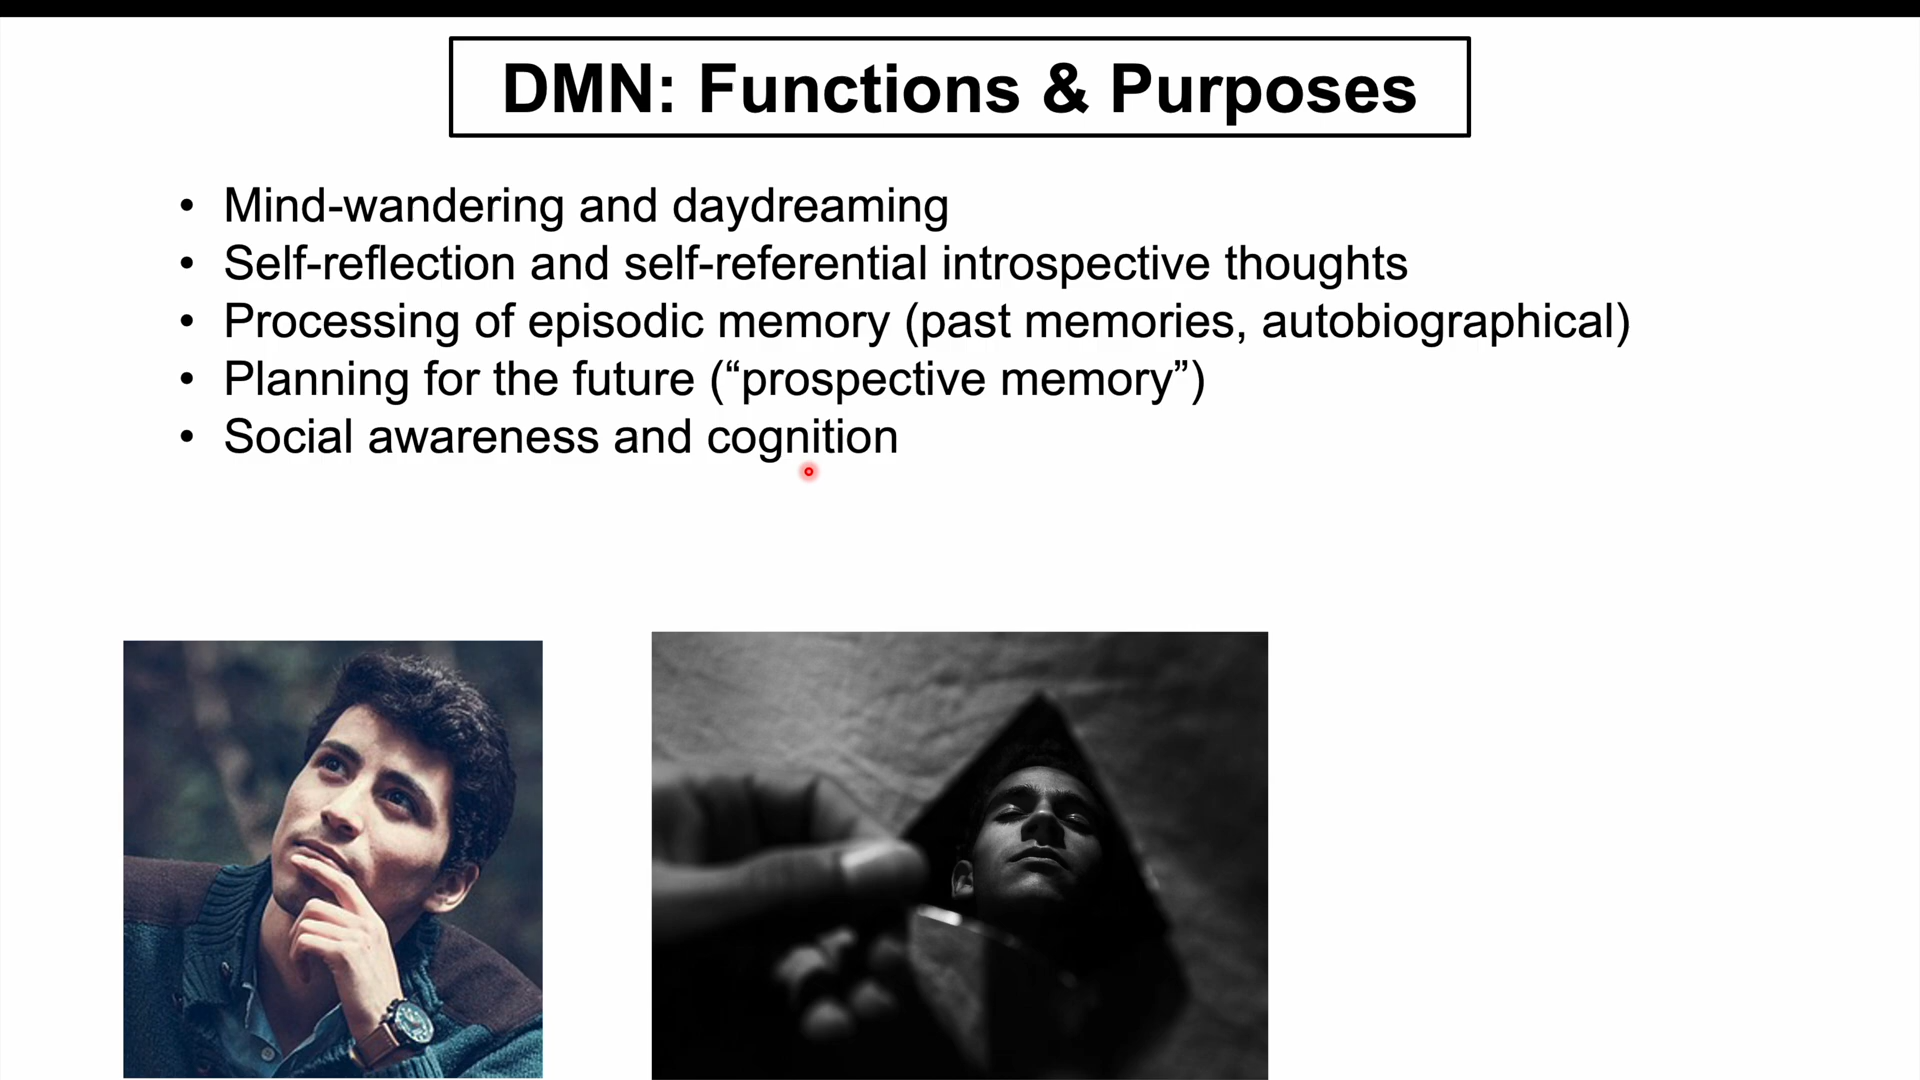 DMN: Functions & Purposes
• Mind-wandering and daydreaming
• Self-reflection and self-referential introspective thoughts
• Processing of episodic memory (past memories, autobiographical)
• Planning for the future (“prospective memory”)
• Social awareness and cognition